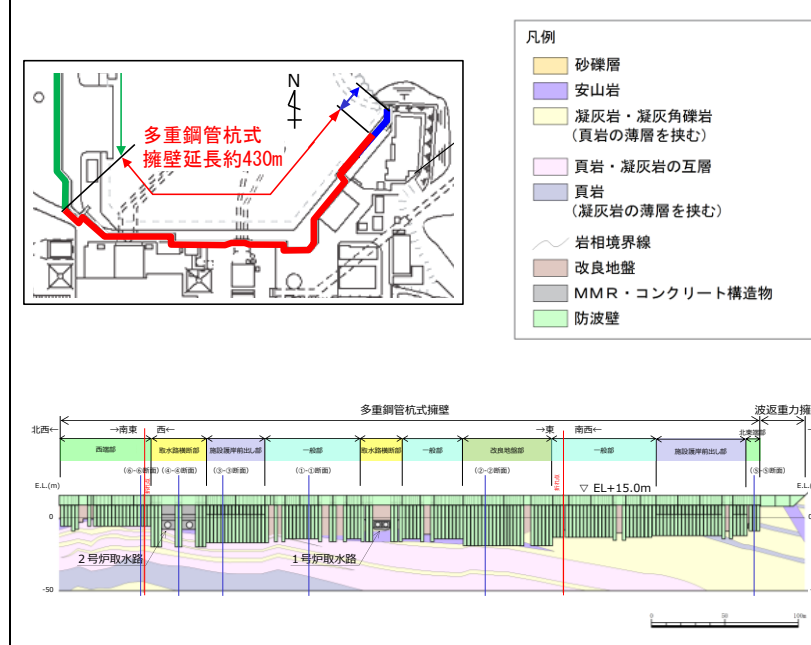 N
多重鋼管杭式
擁壁延長約430m
凡例
砂礫層
安山岩
凝灰岩・凝灰角礫岩
(頁岩の薄層を挟む)
頁岩・凝灰岩の互層
頁岩
(凝灰岩の薄層を挟む)
岩相境界線
改良地盤
MMR・コンクリート構造物
防波壁
多重鋼管杭式擁壁
波返重力擁
北西← →南東 西← →東 南西←
西端部 取水路横断部 施設護岸前出し部 一般部 取水路横断部 一般部 改良地盤部 一般部 施設護岸前出し部 北東端部
(⑥-⑥断面) (④-④断面) (③-③断面) (①-①断面) (②-②断面) (⑤-⑤断面)
E.L.(m) E.L.(
▽ EL+15.0m
0 0
2号炉取水路 1号炉取水路
-50
0 50 100m